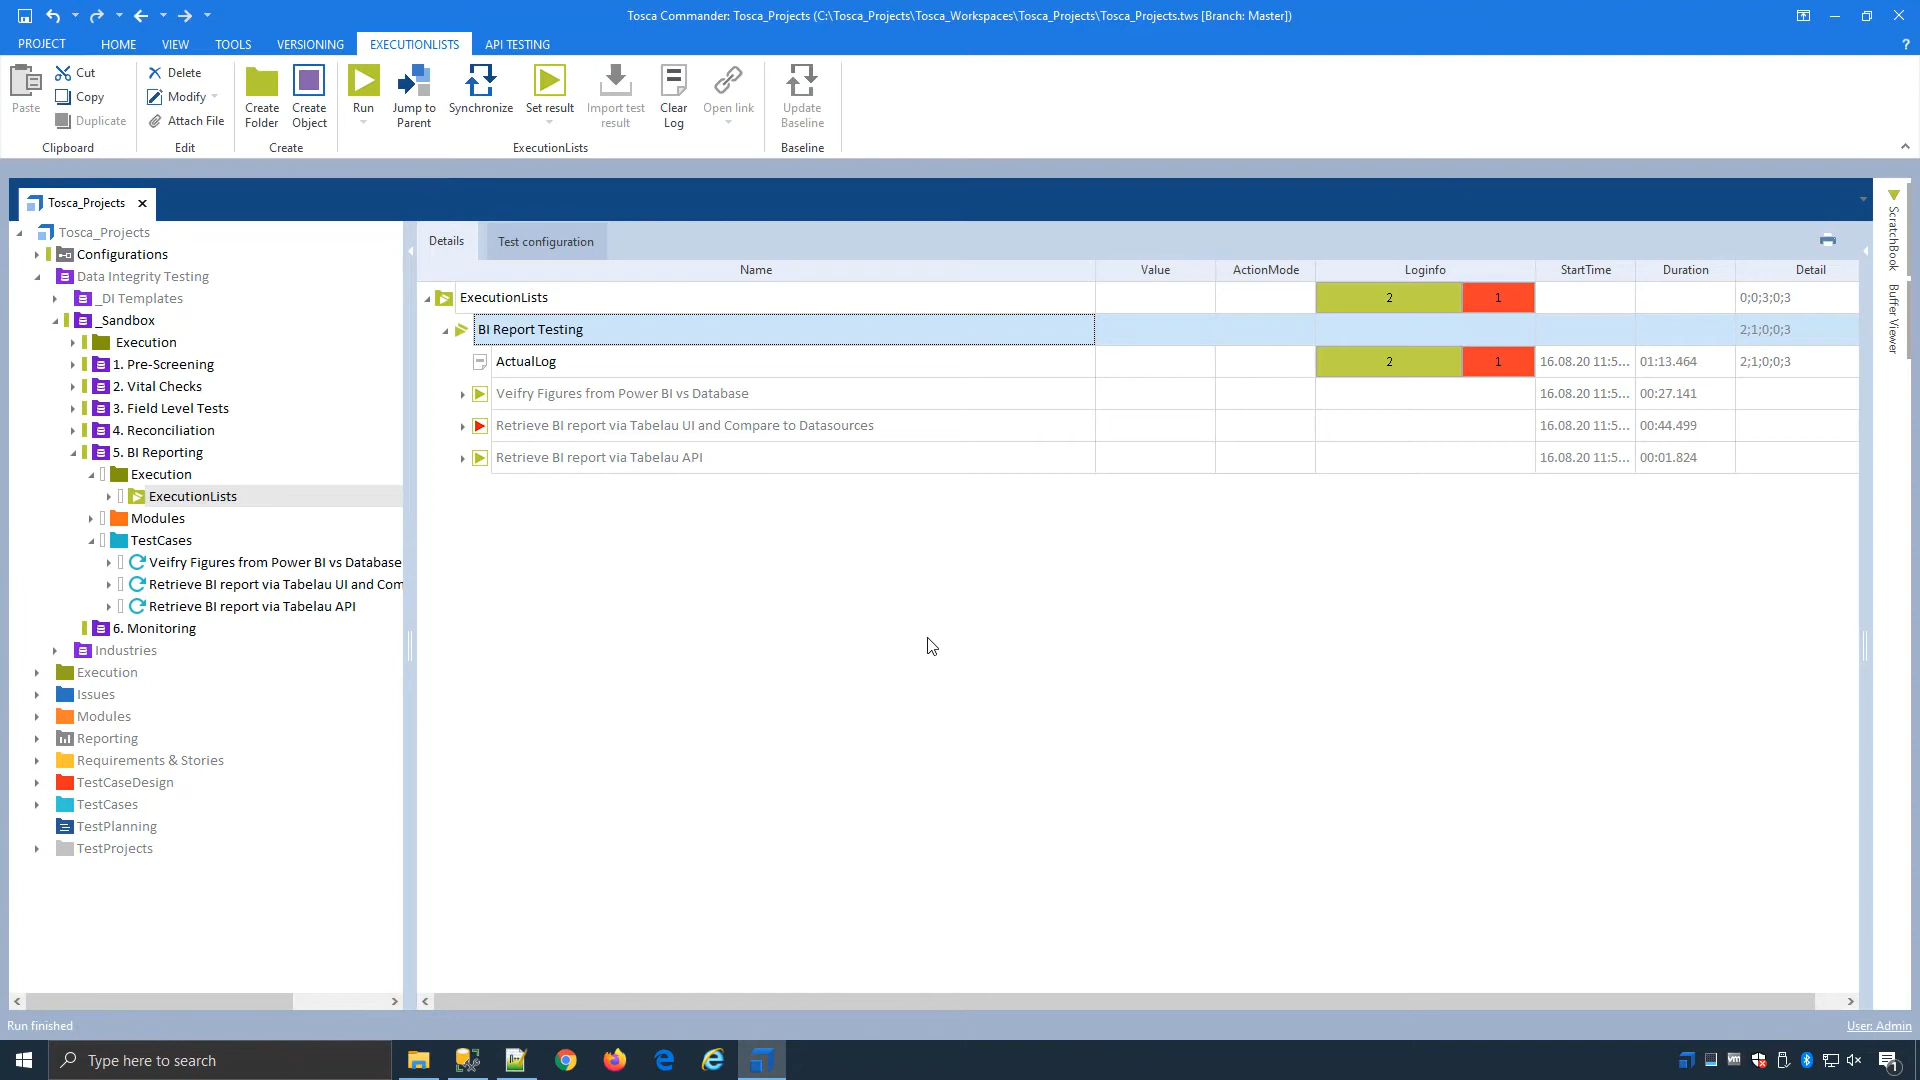 Tosca Commander: Tosca_Projects (C:\Tosca_Projects\Tosca_Workspaces\Tosca_Projects\Tosca_Projects.tws [Branch: Master])
PROJECT HOME VIEW TOOLS VERSIONING EXECUTIONLISTS API TESTING ?
Paste
Cut
Copy
Duplicate
Clipboard
Delete
Modify
Attach File
Edit
Create Folder
Create Object
Create
Run
Jump to Parent
Synchronize
Set result
Import test result
Clear Log
Open link
ExecutionLists
Update Baseline
Baseline
Tosca_Projects
Tosca_Projects
Configurations
Data Integrity Testing
_DI Templates
_Sandbox
Execution
1. Pre-Screening
2. Vital Checks
3. Field Level Tests
4. Reconciliation
5. BI Reporting
Execution
ExecutionLists
Modules
TestCases
Veifry Figures from Power BI vs Database
Retrieve BI report via Tabelau UI and Com
Retrieve BI report via Tabelau API
6. Monitoring
Industries
Execution
Issues
Modules
Reporting
Requirements & Stories
TestCaseDesign
TestCases
TestPlanning
TestProjects
Details Test configuration
Name Value ActionMode Loginfo StartTime Duration Detail
ExecutionLists 2 1 0;0;3;0;3
BI Report Testing 2;1;0;0;3
ActualLog 2 1 16.08.20 11:5... 01:13.464 2;1;0;0;3
Veifry Figures from Power BI vs Database 16.08.20 11:5... 00:27.141
Retrieve BI report via Tabelau UI and Compare to Datasources 16.08.20 11:5... 00:44.499
Retrieve BI report via Tabelau API 16.08.20 11:5... 00:01.824
ScratchBook
Buffer Viewer
Run finished
User: Admin
Type here to search
1